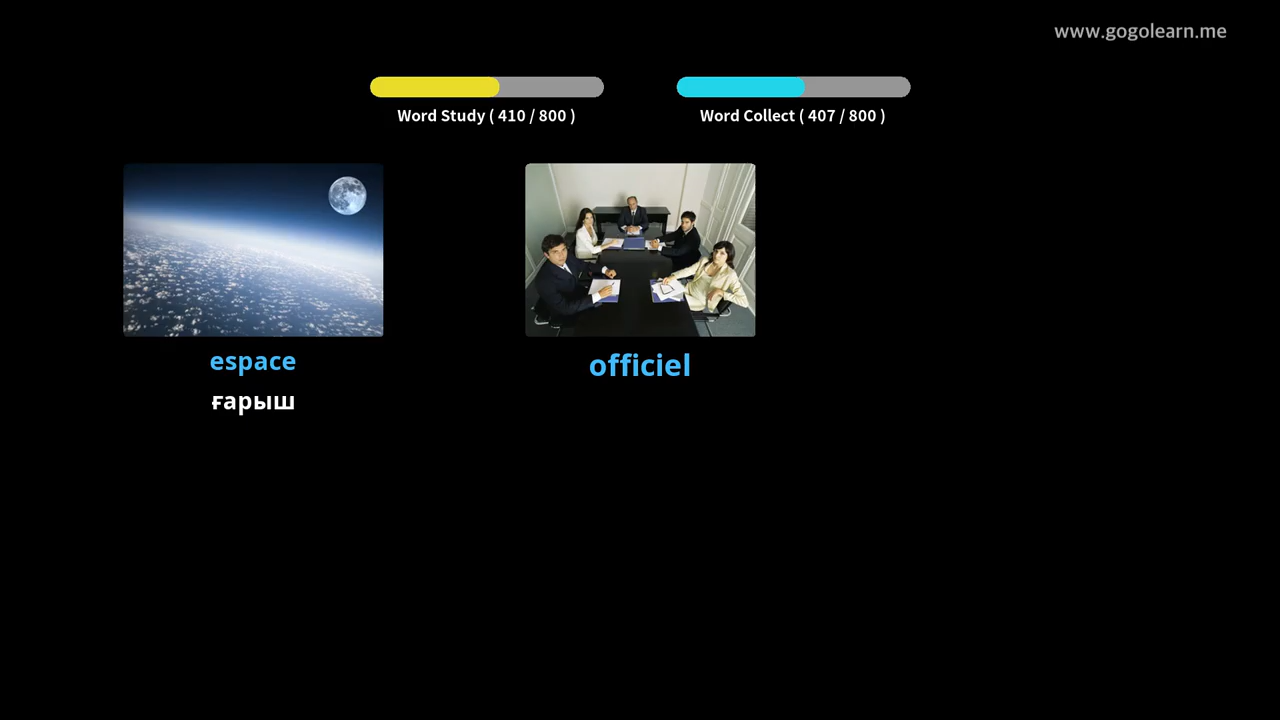 www.gogolearn.me
Word Study ( 410 / 800 )
Word Collect ( 407 / 800 )
espace
ғарыш
officiel